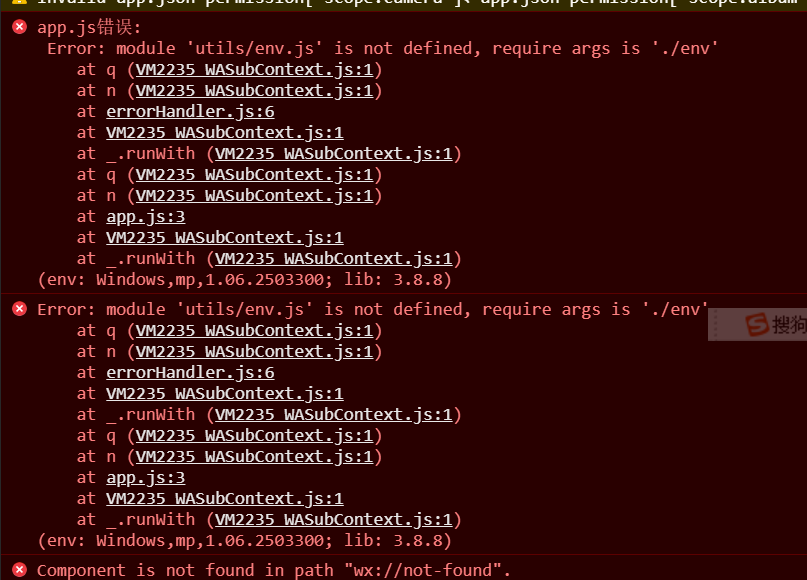 invalid app.json permission["scope.camera"]、app.json permission["scope.album
app.js错误:
Error: module 'utils/env.js' is not defined, require args is './env'
at q (VM2235 WASubContext.js:1)
at n (VM2235 WASubContext.js:1)
at errorHandler.js:6
at VM2235 WASubContext.js:1
at _.runWith (VM2235 WASubContext.js:1)
at q (VM2235 WASubContext.js:1)
at n (VM2235 WASubContext.js:1)
at app.js:3
at VM2235 WASubContext.js:1
at _.runWith (VM2235 WASubContext.js:1)
(env: Windows,mp,1.06.2503300; lib: 3.8.8)
Error: module 'utils/env.js' is not defined, require args is './env'
at q (VM2235 WASubContext.js:1)
at n (VM2235 WASubContext.js:1)
at errorHandler.js:6
at VM2235 WASubContext.js:1
at _.runWith (VM2235 WASubContext.js:1)
at q (VM2235 WASubContext.js:1)
at n (VM2235 WASubContext.js:1)
at app.js:3
at VM2235 WASubContext.js:1
at _.runWith (VM2235 WASubContext.js:1)
(env: Windows,mp,1.06.2503300; lib: 3.8.8)
搜狗
Component is not found in path "wx://not-found".